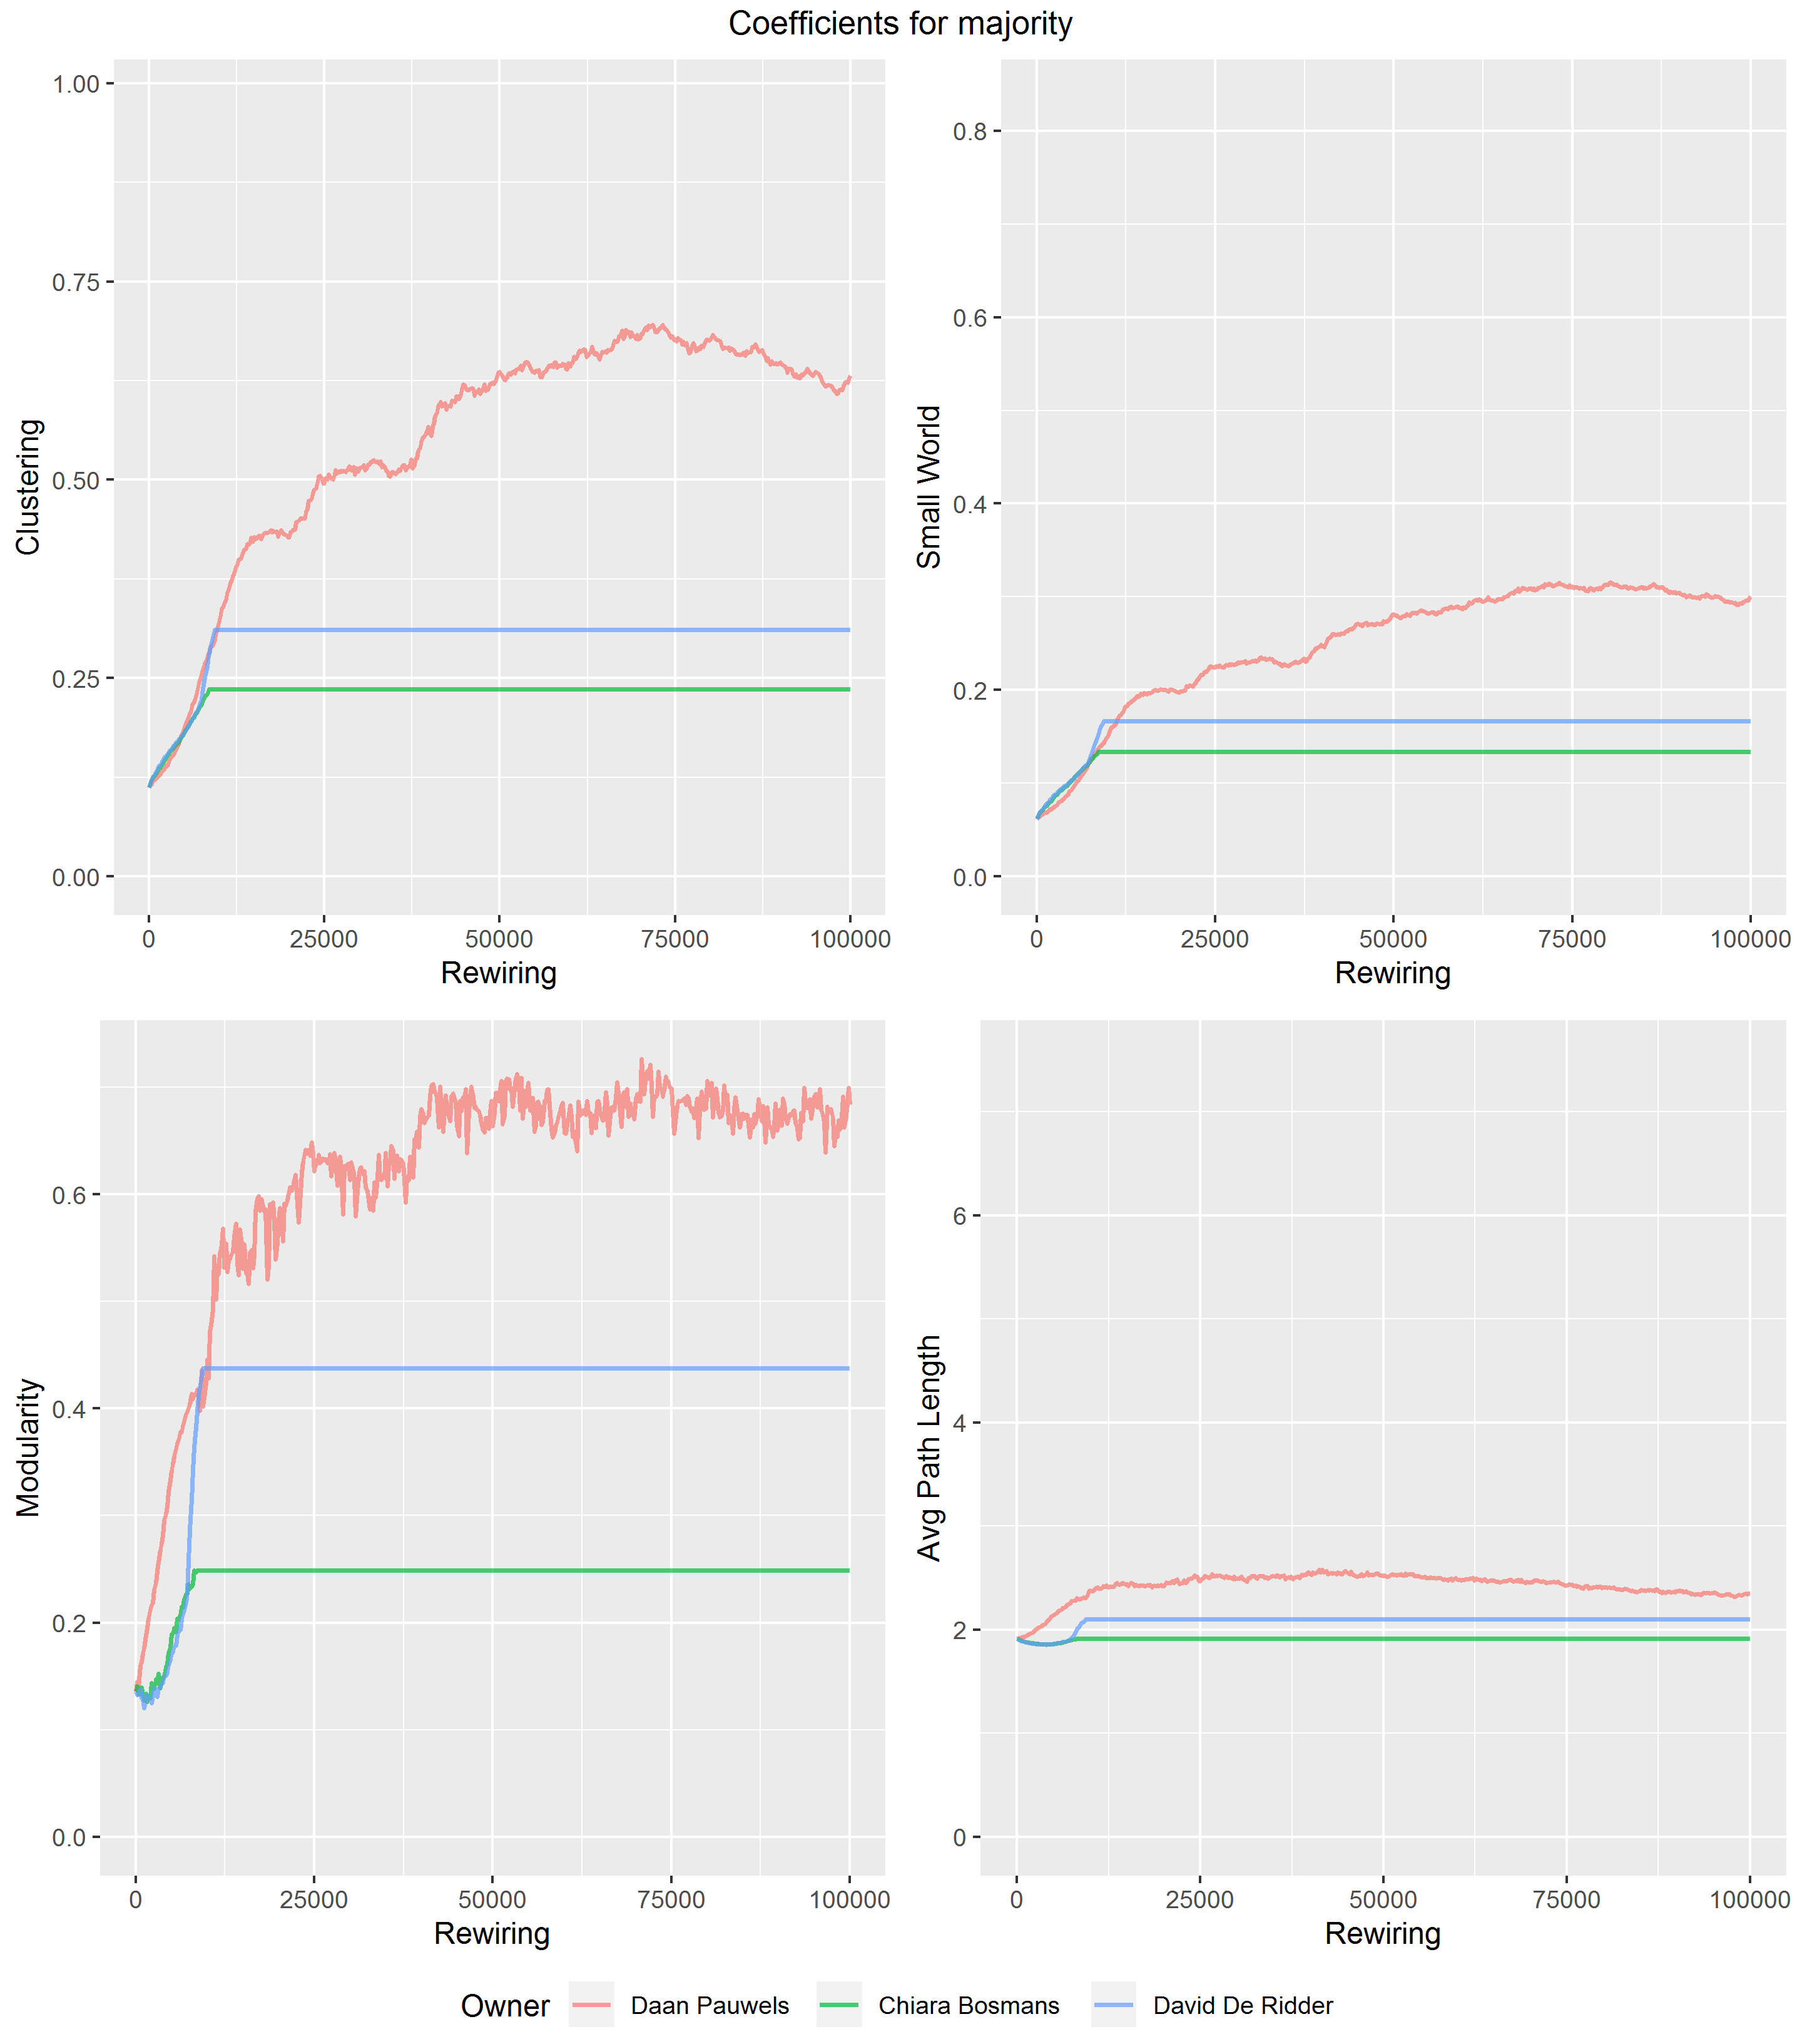 Coefficients for majority
1.00
0.75
0.50
0.25
0.00
Clustering
0 25000 50000 75000 100000
Rewiring
0.8
0.6
0.4
0.2
0.0
Small World
0 25000 50000 75000 100000
Rewiring
0.6
0.4
0.2
0.0
Modularity
0 25000 50000 75000 100000
Rewiring
6
4
2
0
Avg Path Length
0 25000 50000 75000 100000
Rewiring
Owner Daan Pauwels Chiara Bosmans David De Ridder